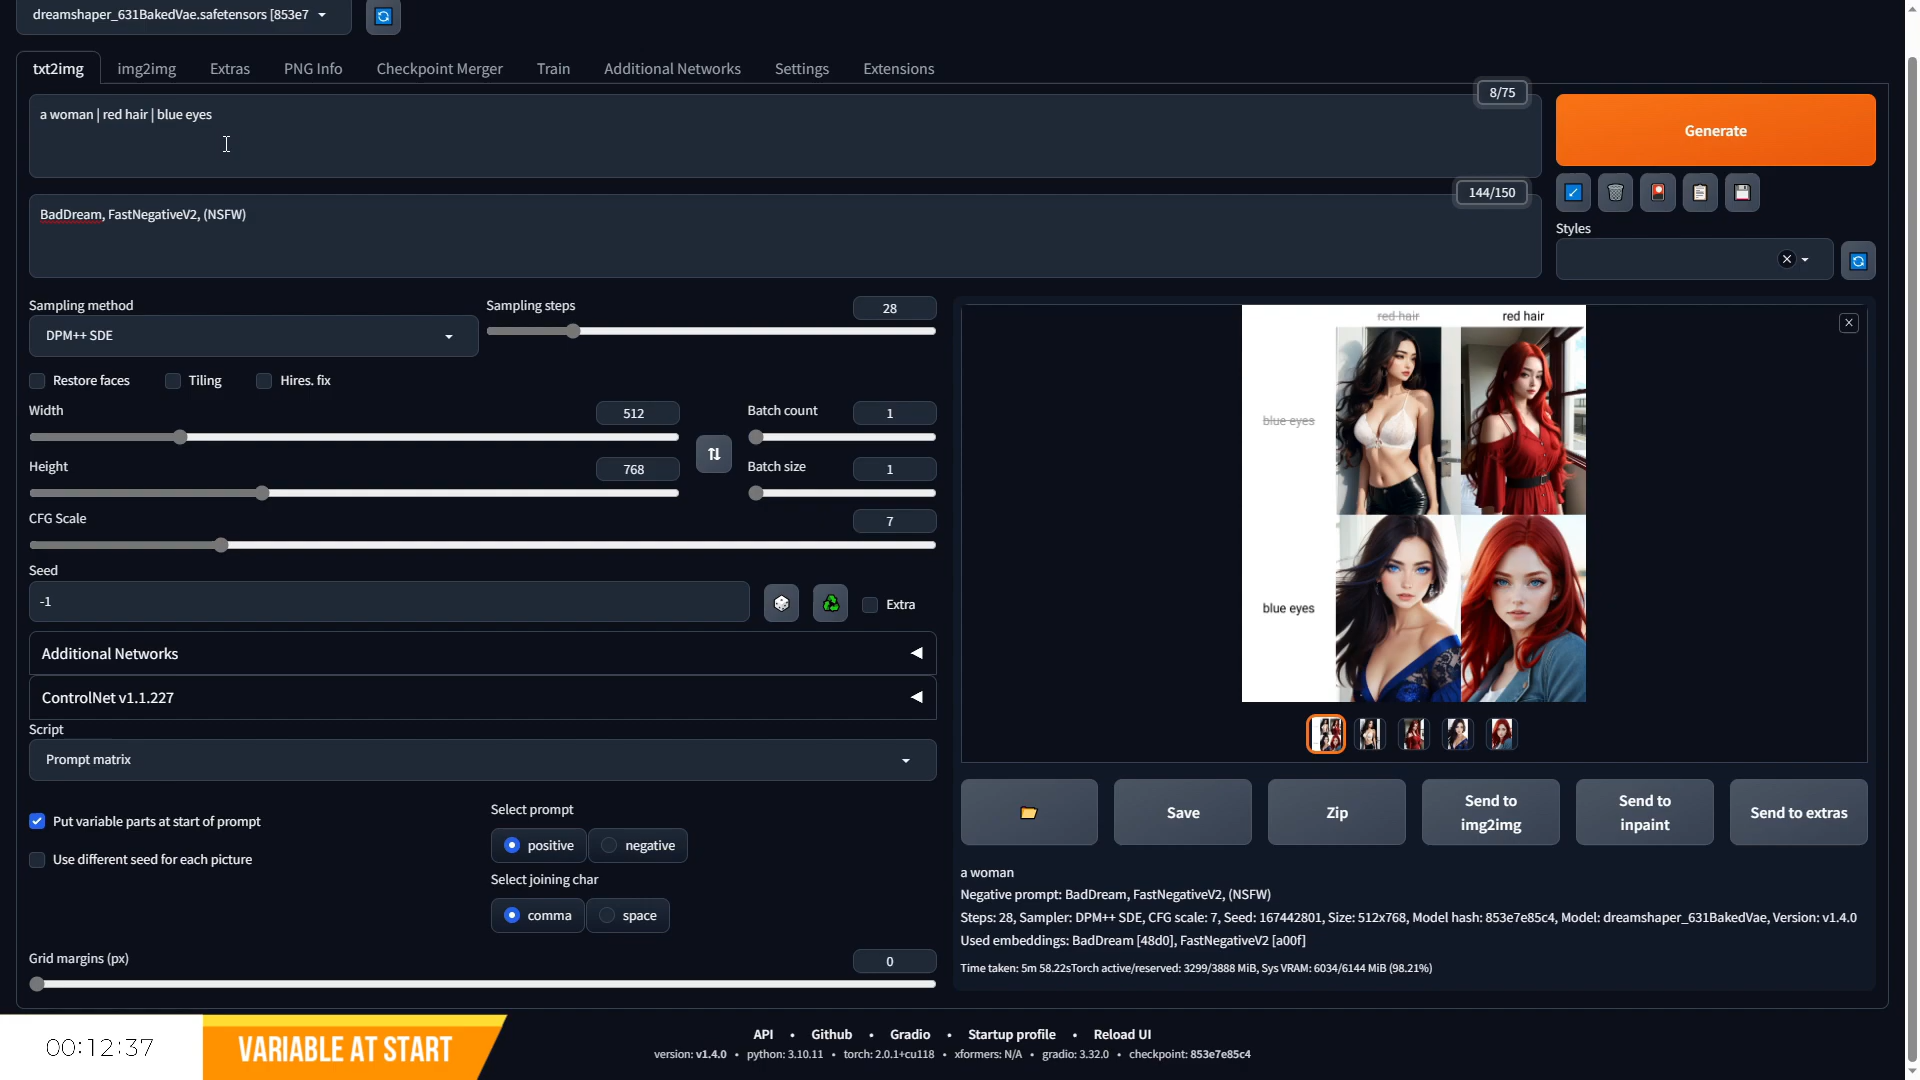 dreamshaper_631BakedVae.safetensors [853e7
txt2img
img2img
Extras
PNG Info
Checkpoint Merger
Train
Additional Networks
Settings
Extensions
a woman | red hair | blue eyes
8/75
Generate
BadDream, FastNegativeV2, (NSFW)
144/150
Styles
Sampling method
DPM++ SDE
Sampling steps
28
Restore faces
Tiling
Hires. fix
Width
512
Batch count
1
Height
768
Batch size
1
CFG Scale
7
Seed
-1
Extra
Additional Networks
ControlNet v1.1.227
Script
Prompt matrix
Put variable parts at start of prompt
Use different seed for each picture
Select prompt
positive
negative
Select joining char
comma
space
Grid margins (px)
0
red hair
red hair
blue eyes
blue eyes
Save
Zip
Send to
img2img
Send to
inpaint
Send to extras
a woman
Negative prompt: BadDream, FastNegativeV2, (NSFW)
Steps: 28, Sampler: DPM++ SDE, CFG scale: 7, Seed: 167442801, Size: 512x768, Model hash: 853e7e85c4, Model: dreamshaper_631BakedVae, Version: v1.4.0
Used embeddings: BadDream [48d0], FastNegativeV2 [a00f]
Time taken: 5m 58.22sTorch active/reserved: 3299/3888 MiB, Sys VRAM: 6034/6144 MiB (98.21%)
00:12:37
VARIABLE AT START
API • Github • Gradio • Startup profile • Reload UI
version: v1.4.0 • python: 3.10.11 • torch: 2.0.1+cu118 • xformers: N/A • gradio: 3.32.0 • checkpoint: 853e7e85c4